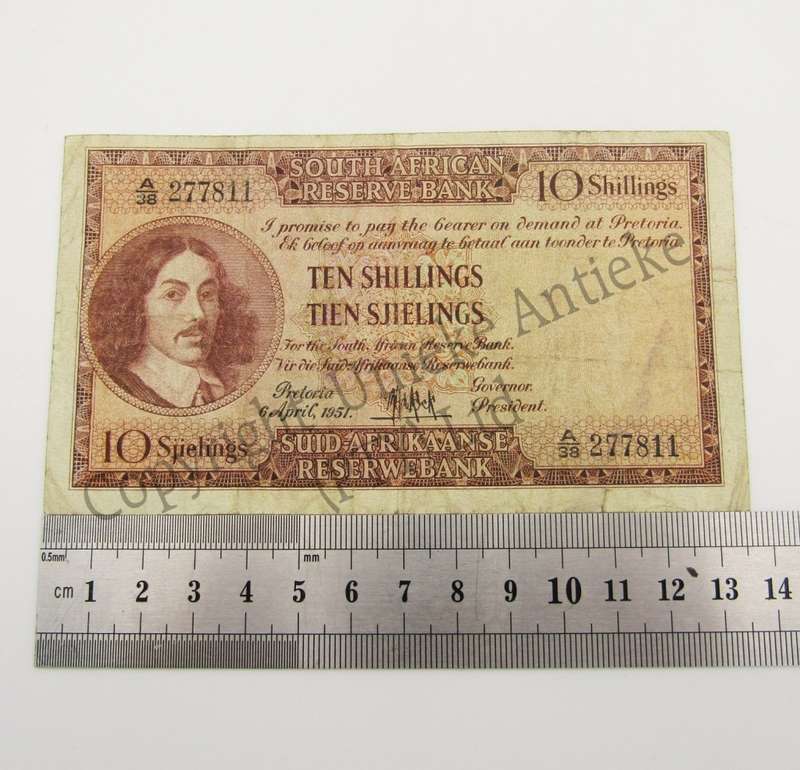 SOUTH AFRICAN
RESERVE BANK
A/38 277811
10 Shillings
I promise to pay the bearer on demand at Pretoria.
Ek beloof op aanvraag te betaal aan toonder te Pretoria.
TEN SHILLINGS
TIEN SJIELINGS
For the South African Reserve Bank.
Vir die Suid-Afrikaanse Reserwebank.
Pretoria
6 April, 1951.
Governor.
President.
10 Sjielings
SUID-AFRIKAANSE
RESERWEBANK
A/38 277811
Copyright Unieke Antieke
(Pty) Ltd
0.5mm mm
cm 1 2 3 4 5 6 7 8 9 10 11 12 13 14